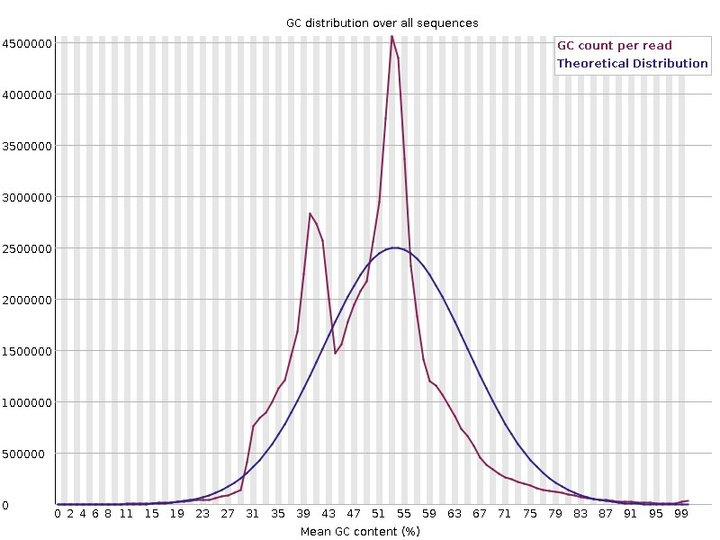 GC distribution over all sequences
GC count per read
Theoretical Distribution
4500000
4000000
3500000
3000000
2500000
2000000
1500000
1000000
500000
0
0 2 4 6 8 11 15 19 23 27 31 35 39 43 47 51 55 59 63 67 71 75 79 83 87 91 95 99
Mean GC content (%)